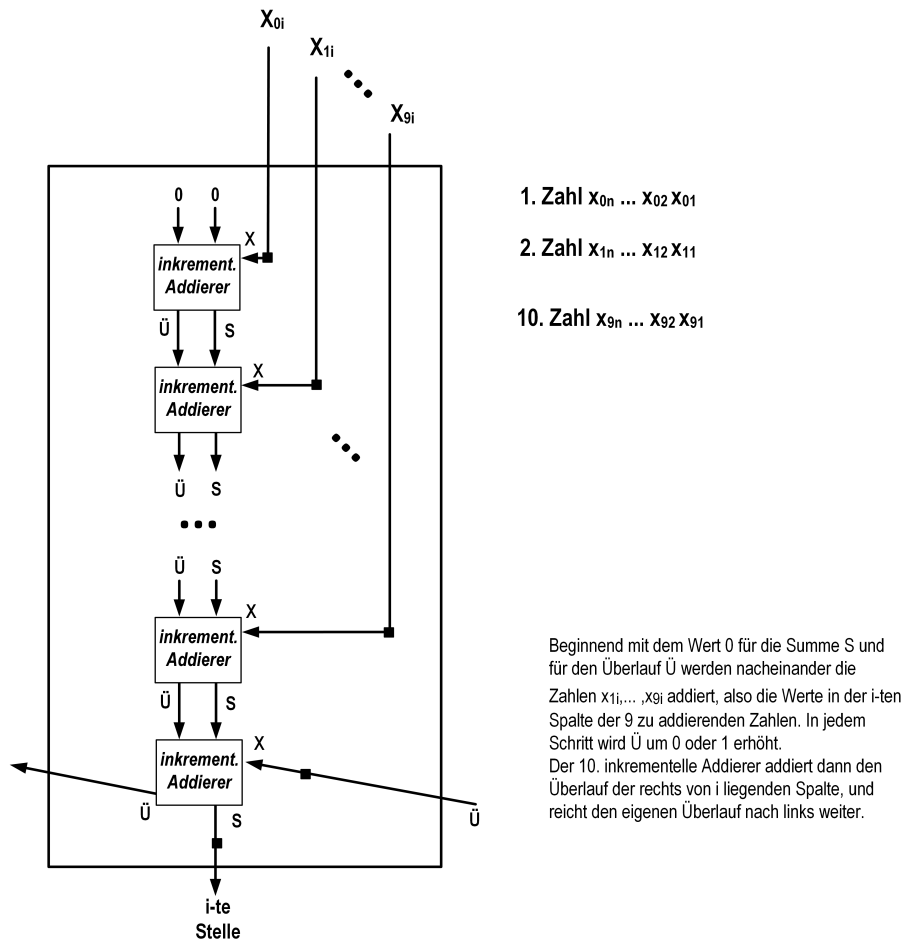 X0i
X1i
X9i
1. Zahl x0n ... x02 x01
2. Zahl x1n ... x12 x11
10. Zahl x9n ... x92 x91
0 0
X
inkrement.
Addierer
Ü S
X
inkrement.
Addierer
Ü S
Ü S
X
inkrement.
Addierer
Ü S
X
inkrement.
Addierer
Ü
S
Ü
i-te
Stelle
Beginnend mit dem Wert 0 für die Summe S und
für den Überlauf Ü werden nacheinander die
Zahlen x1i,... ,x9i addiert, also die Werte in der i-ten
Spalte der 9 zu addierenden Zahlen. In jedem
Schritt wird Ü um 0 oder 1 erhöht.
Der 10. inkrementelle Addierer addiert dann den
Überlauf der rechts von i liegenden Spalte, und
reicht den eigenen Überlauf nach links weiter.